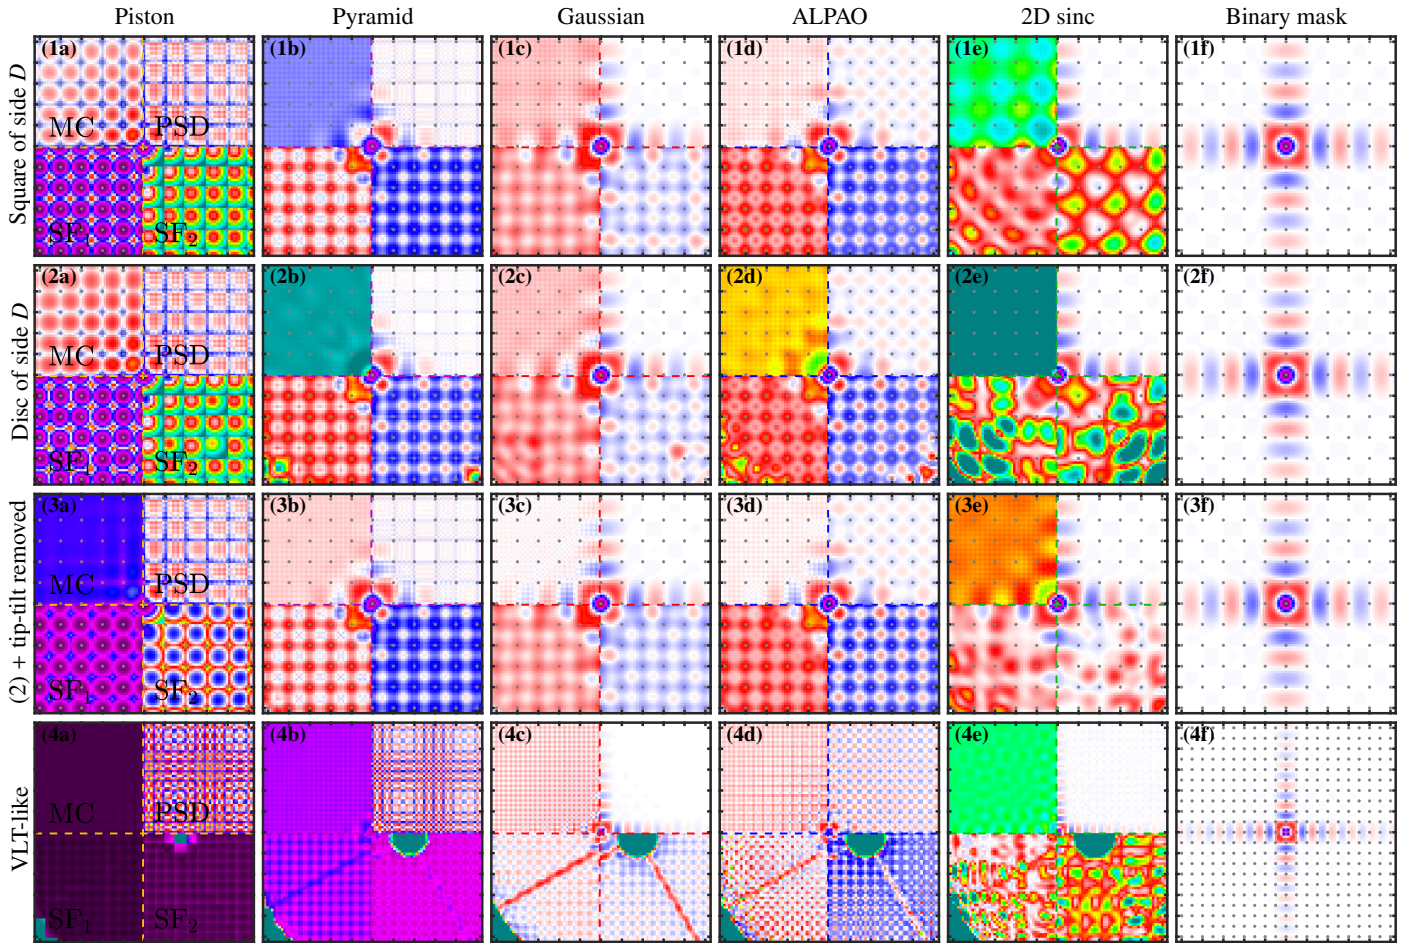 Piston Pyramid Gaussian ALPAO 2D sinc Binary mask
Square of side D
(1a) (1b) (1c) (1d) (1e) (1f)
MC PSD
SF₁ SF₂
Disc of side D
(2a) (2b) (2c) (2d) (2e) (2f)
MC PSD
SF₁ SF₂
(2) + tip-tilt removed
(3a) (3b) (3c) (3d) (3e) (3f)
MC PSD
SF₁ SF₂
VLT-like
(4a) (4b) (4c) (4d) (4e) (4f)
MC PSD
SF₁ SF₂